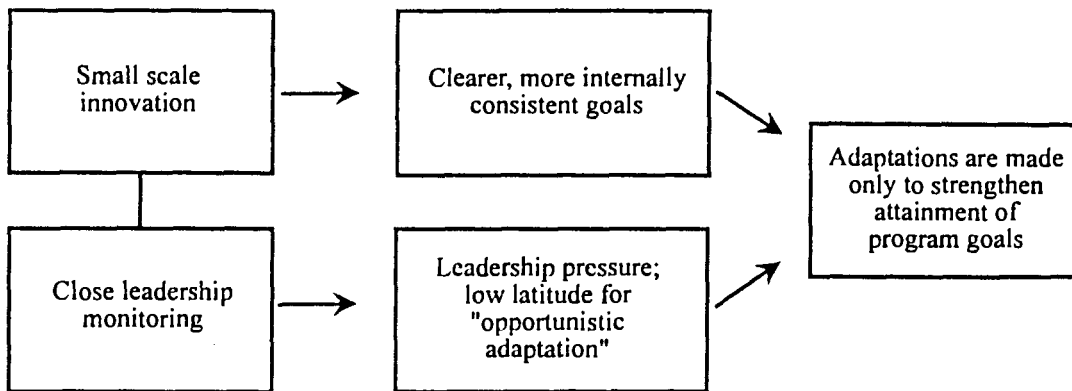 Small scale
innovation
Clearer, more internally
consistent goals
Adaptations are made
only to strengthen
attainment of
program goals
Close leadership
monitoring
Leadership pressure;
low latitude for
"opportunistic
adaptation"